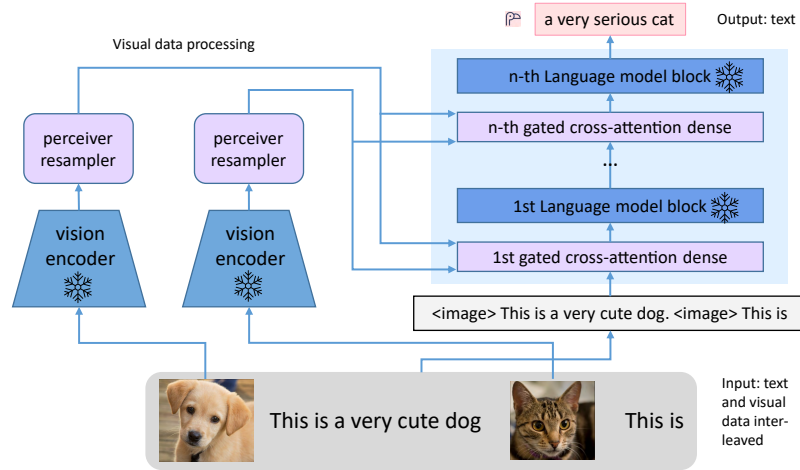 a very serious cat
Output: text
Visual data processing
n-th Language model block
perceiver
resampler
perceiver
resampler
n-th gated cross-attention dense
...
1st Language model block
vision
encoder
vision
encoder
1st gated cross-attention dense
<image> This is a very cute dog. <image> This is
This is a very cute dog
This is
Input: text
and visual
data inter-
leaved